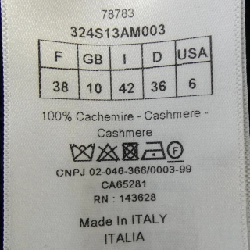 78783
324S13AM003
F GB I D USA
38 10 42 36 6
100% Cachemire - Cashmere -
Cashmere
CNPJ 02-046-366/0003-99
CA65281
RN : 143628
Made In ITALY
ITALIA